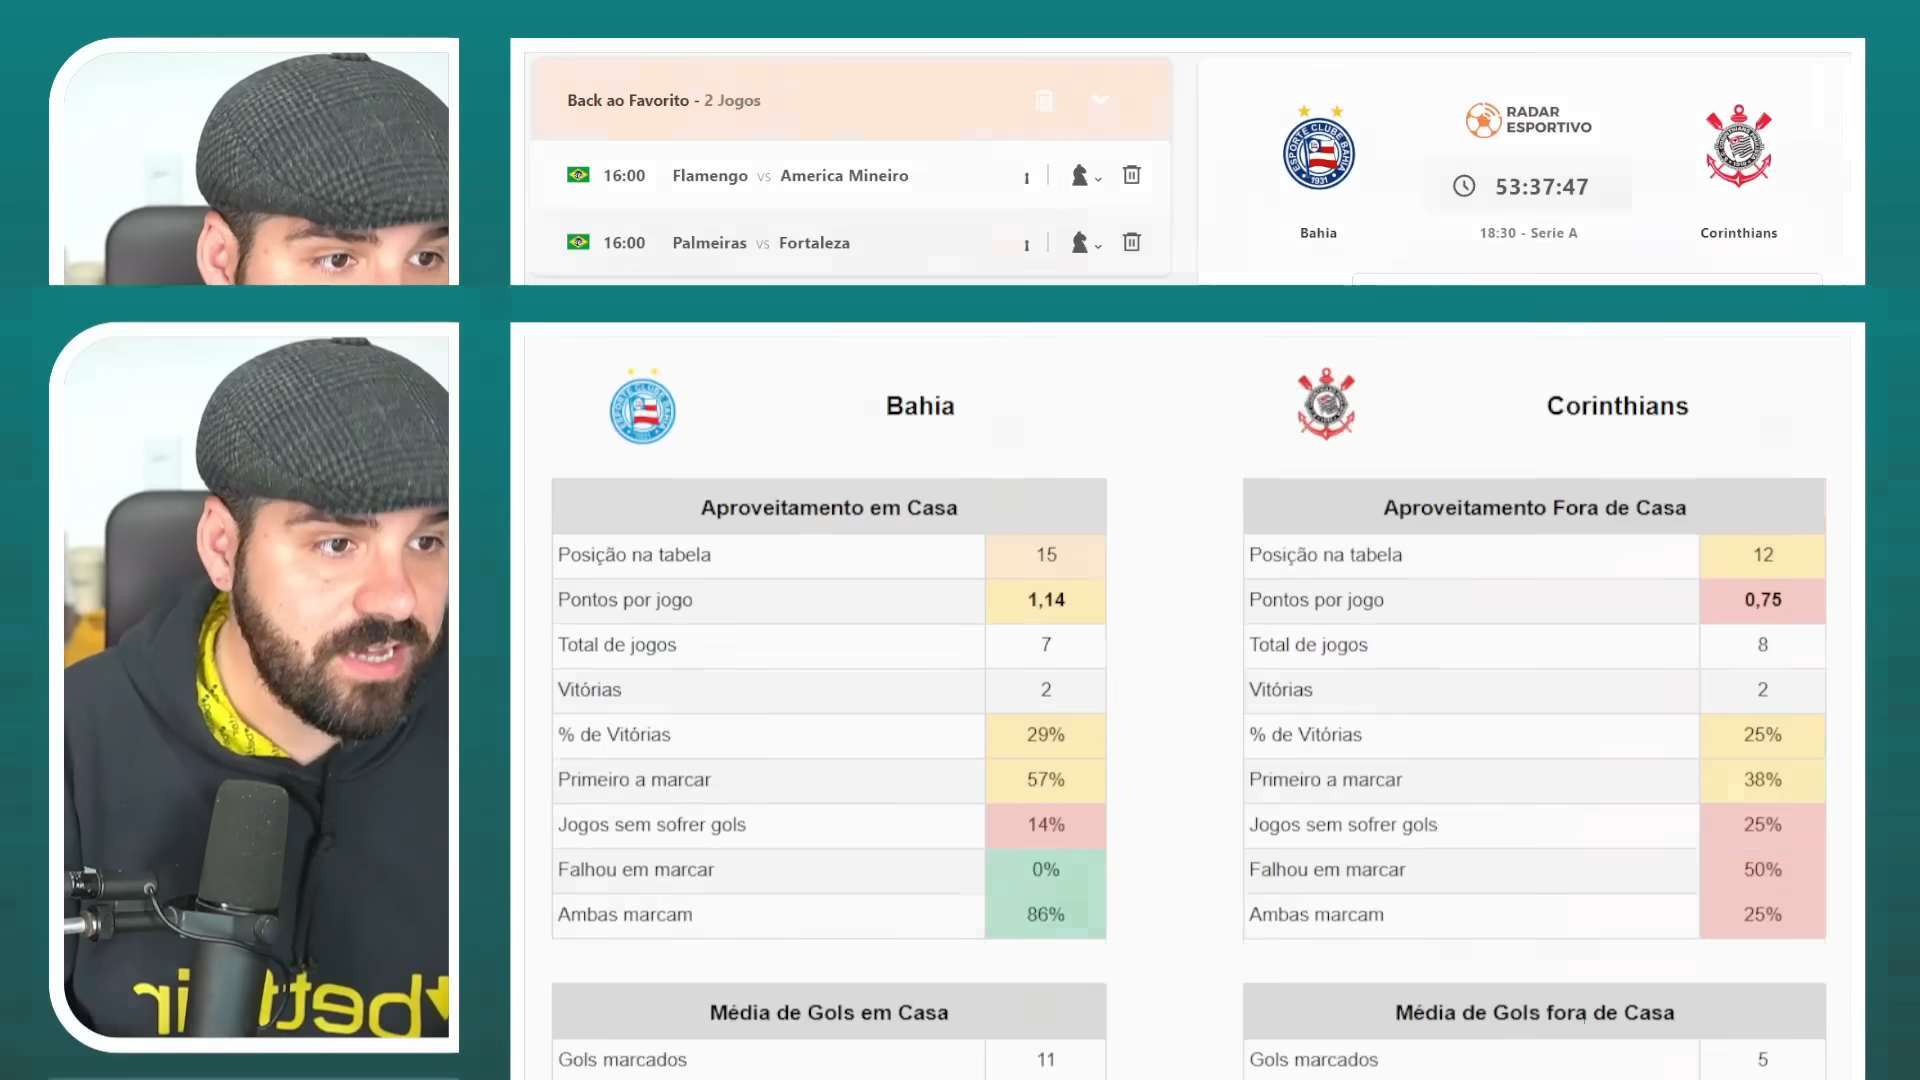 Back ao Favorito - 2 Jogos
16:00 Flamengo vs America Mineiro
16:00 Palmeiras vs Fortaleza
ESPORTE CLUBE BAHIA
1931
RADAR
ESPORTIVO
53:37:47
Bahia
18:30 - Serie A
Corinthians
Bahia
Corinthians
Aproveitamento em Casa
Posição na tabela 15
Pontos por jogo 1,14
Total de jogos 7
Vitórias 2
% de Vitórias 29%
Primeiro a marcar 57%
Jogos sem sofrer gols 14%
Falhou em marcar 0%
Ambas marcam 86%
Média de Gols em Casa
Gols marcados 11
Aproveitamento Fora de Casa
Posição na tabela 12
Pontos por jogo 0,75
Total de jogos 8
Vitórias 2
% de Vitórias 25%
Primeiro a marcar 38%
Jogos sem sofrer gols 25%
Falhou em marcar 50%
Ambas marcam 25%
Média de Gols fora de Casa
Gols marcados 5